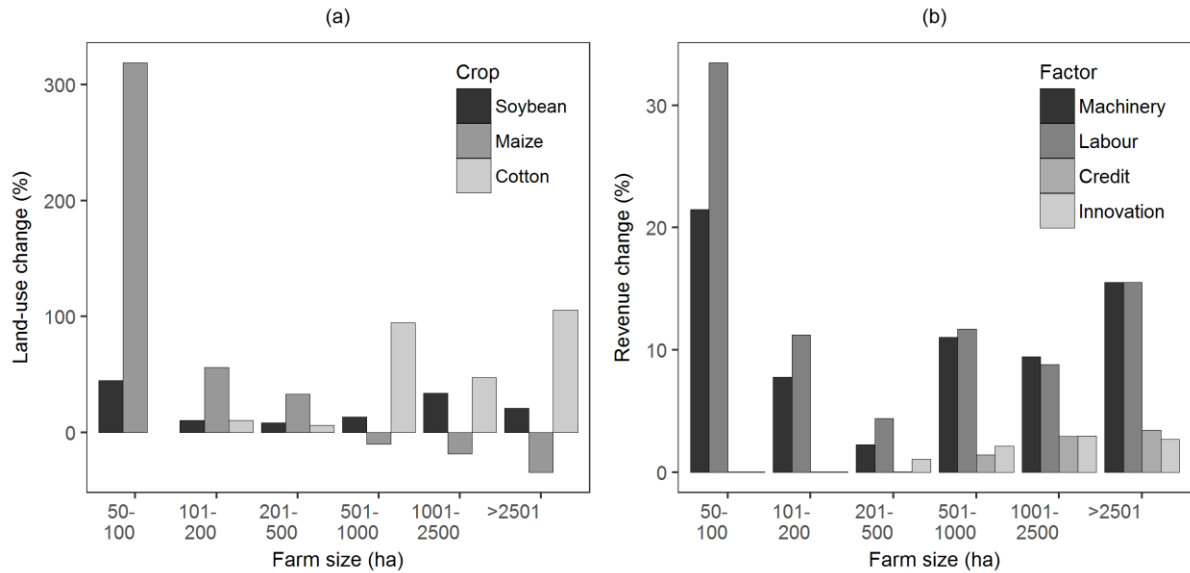 (a)
Land-use change (%)
300
200
100
0
Crop
Soybean
Maize
Cotton
50-
100
101-
200
201-
500
501-
1000
1001-
2500
>2501
Farm size (ha)
(b)
Revenue change (%)
30
20
10
0
Factor
Machinery
Labour
Credit
Innovation
50-
100
101-
200
201-
500
501-
1000
1001-
2500
>2501
Farm size (ha)